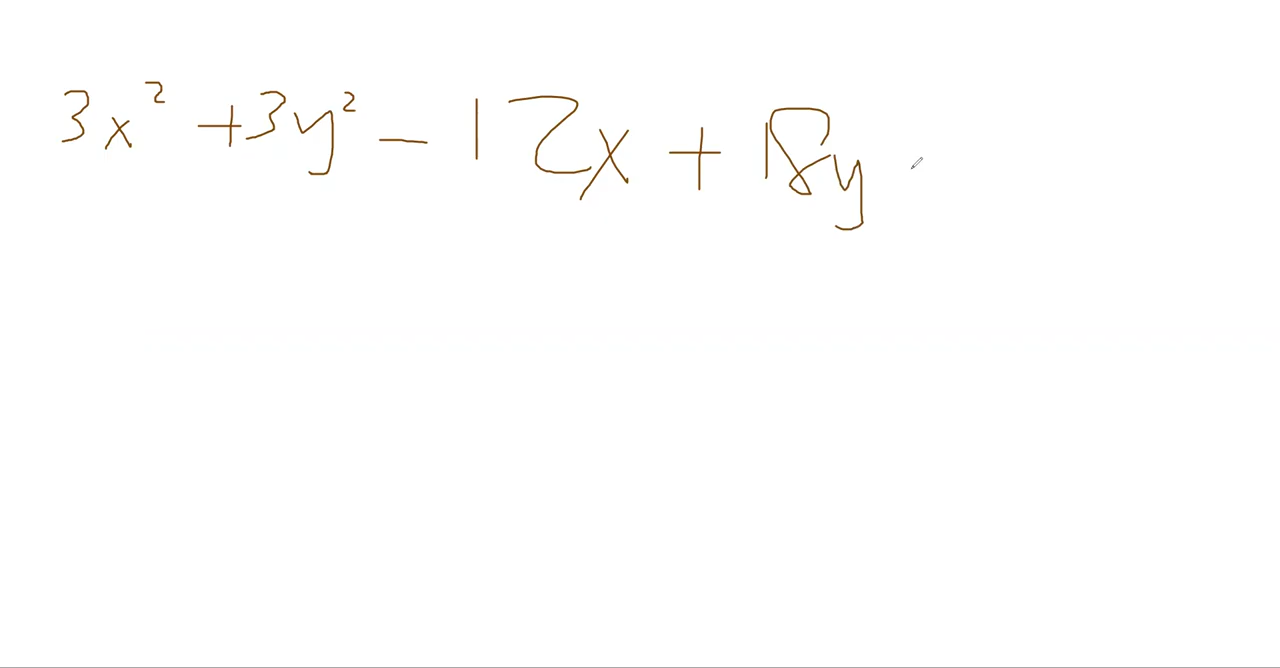 3x² + 3y² - 12x + 18y